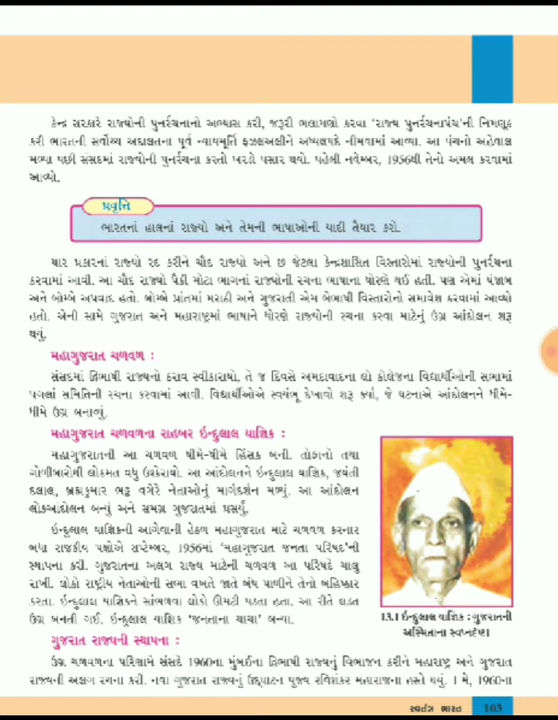 કેન્દ્ર સરકારે રાજ્યોની પુનર્રચનાનો અભ્યાસ કરી, જરૂરી ભલામણો કરવા ‘રાજ્ય પુનર્રચનાપંચ’ની નિમણૂક
કરી ભારતની સર્વોચ્ચ અદાલતના પૂર્વ ન્યાયમૂર્તિ ફઝલઅલીને અધ્યક્ષપદે નીમવામાં આવ્યા. આ પંચનો અહેવાલ
મળ્યા પછી સંસદમાં રાજ્યોની પુનર્રચના કરતો ખરડો પસાર થયો. પહેલી નવેમ્બર, 1956થી તેનો અમલ કરવામાં
આવ્યો.
પ્રવૃત્તિ
ભારતનાં હાલનાં રાજ્યો અને તેમની ભાષાઓની યાદી તૈયાર કરો.
ચાર પ્રકારનાં રાજ્યો રદ કરીને ચૌદ રાજ્યો અને છ જેટલા કેન્દ્રશાસિત વિસ્તારોમાં રાજ્યોની પુનર્રચના
કરવામાં આવી. આ ચૌદ રાજ્યો પૈકી મોટા ભાગનાં રાજ્યોની રચના ભાષાના ધોરણે થઈ હતી. પણ એમાં પંજાબ
અને બોમ્બે અપવાદ હતો. બોમ્બે પ્રાંતમાં મરાઠી અને ગુજરાતી એમ બેભાષી વિસ્તારોનો સમાવેશ કરવામાં આવ્યો
હતો. એની સામે ગુજરાત અને મહારાષ્ટ્રમાં ભાષાને ધોરણે રાજ્યોની રચના કરવા માટેનું ઉગ્ર આંદોલન શરૂ
થયું.
મહાગુજરાત ચળવળ :
સંસદમાં દ્વિભાષી રાજ્યનો ઠરાવ સ્વીકારાયો, તે જ દિવસે અમદાવાદના લો કૉલેજના વિદ્યાર્થીઓની સભામાં
પગલાં સમિતિની રચના કરવામાં આવી. વિદ્યાર્થીઓએ સ્વયંભૂ દેખાવો શરૂ કર્યા, જે ઘટનાએ આંદોલનને ધીમે-
ધીમે ઉગ્ર બનાવ્યું.
મહાગુજરાત ચળવળના રાહબર ઇન્દુલાલ યાજ્ઞિક :
મહાગુજરાતની આ ચળવળ ધીમે-ધીમે હિંસક બની. તોફાનો તથા
ગોળીબારોથી લોકમત વધુ ઉશ્કેરાયો. આ આંદોલનને ઇન્દુલાલ યાજ્ઞિક, જયંતી
દલાલ, બ્રહ્મકુમાર ભટ્ટ વગેરે નેતાઓનું માર્ગદર્શન મળ્યું. આ આંદોલન
લોકઆંદોલન બન્યું અને સમગ્ર ગુજરાતમાં પ્રસર્યું.
ઇન્દુલાલ યાજ્ઞિકની આગેવાની હેઠળ મહાગુજરાત માટે ચળવળ કરનાર
બધા રાજકીય પક્ષોએ સપ્ટેમ્બર, 1956માં ‘મહાગુજરાત જનતા પરિષદ’ની
સ્થાપના કરી. ગુજરાતના અલગ રાજ્ય માટેની ચળવળ આ પરિષદે ચાલુ
રાખી. લોકો રાષ્ટ્રીય નેતાઓની સભા વખતે જાતે બંધ પાળીને તેનો બહિષ્કાર
કરતા. ઇન્દુલાલ યાજ્ઞિકને સાંભળવા લોકો ઊમટી પડતા હતા. આ રીતે લડત
ઉગ્ર બનતી ગઈ. ઇન્દુલાલ યાજ્ઞિક ‘જનતાના ચાચા’ બન્યા.
13.1 ઇન્દુલાલ યાજ્ઞિક : ગુજરાતની
અસ્મિતાના સ્વપ્નદૃષ્ટા
ગુજરાત રાજ્યની સ્થાપના :
ઉગ્ર ચળવળના પરિણામે સંસદે 1960ના મુંબઈના દ્વિભાષી રાજ્યનું વિભાજન કરીને મહારાષ્ટ્ર અને ગુજરાત
રાજ્યની અલગ રચના કરી. નવા ગુજરાત રાજ્યનું ઉદ્ઘાટન પૂજ્ય રવિશંકર મહારાજના હસ્તે થયું. 1 મે, 1960ના
સ્વતંત્ર ભારત 103